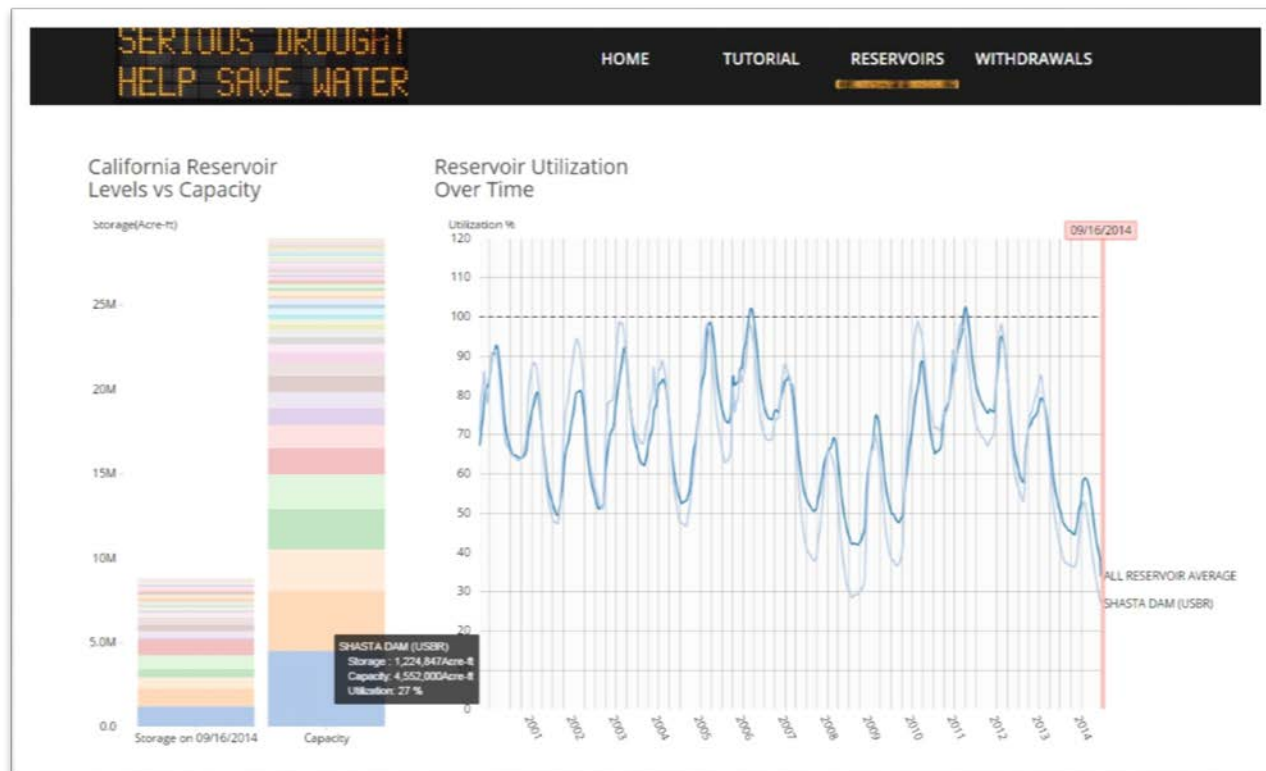 SERIOUS DROUGHT
HELP SAVE WATER
HOME
TUTORIAL
RESERVOIRS
WITHDRAWALS
California Reservoir
Levels vs Capacity
Storage(Acre-ft)
25M
20M
15M
10M
5.0M
0.0
Storage on 09/16/2014
Capacity
SHASTA DAM (USBR)
Storage : 1,224,847Acre-ft
Capacity: 4,552,000Acre-ft
Utilization: 27 %
Reservoir Utilization
Over Time
Utilization %
09/16/2014
120
110
100
90
80
70
60
50
40
30
20
0
2001
2002
2003
2004
2005
2006
2007
2008
2009
2010
2011
2012
2013
2014
ALL RESERVOIR AVERAGE
SHASTA DAM (USBR)